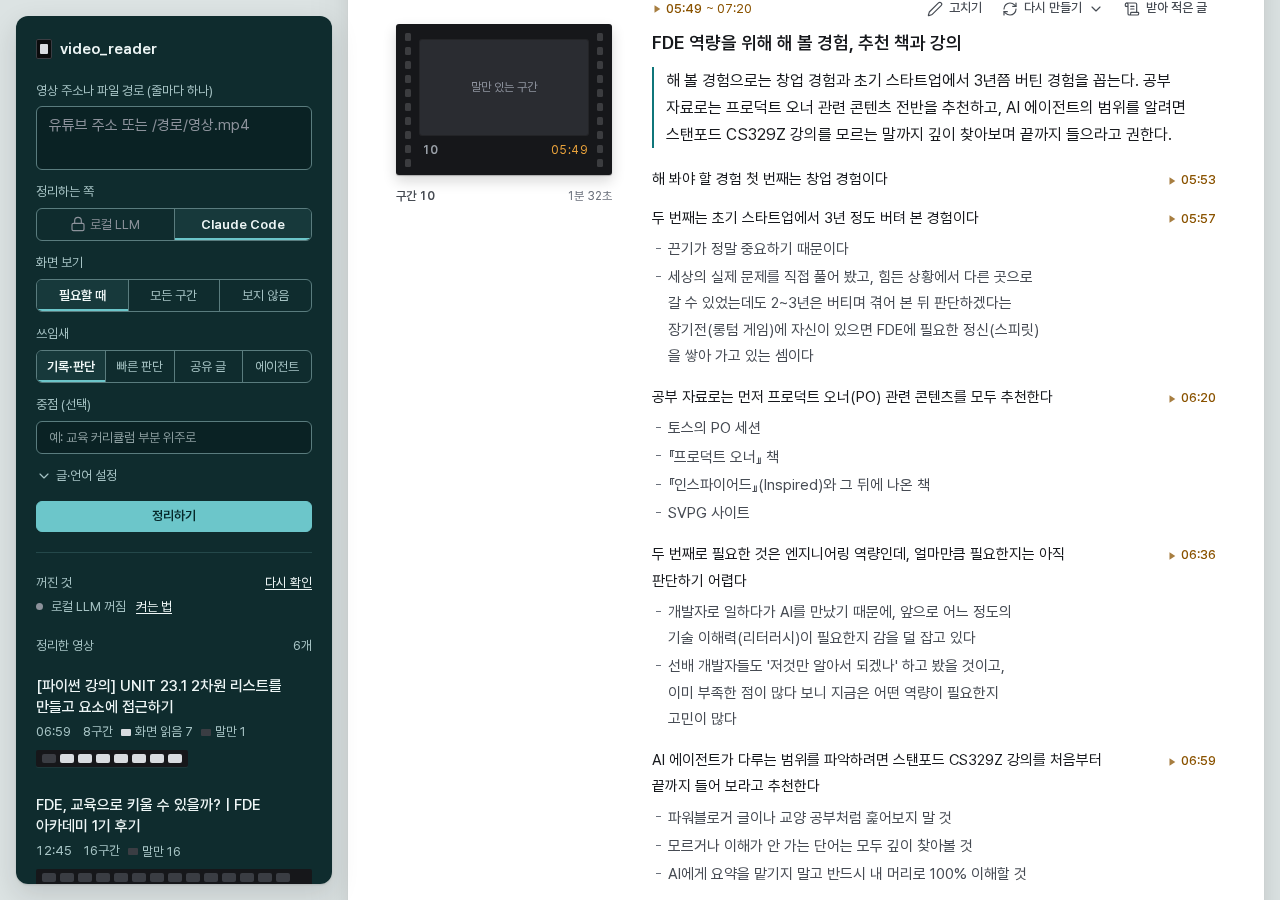 video_reader
영상 주소나 파일 경로 (줄마다 하나)
유튜브 주소 또는 /경로/영상.mp4
정리하는 쪽
로컬 LLM
Claude Code
화면 보기
필요할 때
모든 구간
보지 않음
쓰임새
기록·판단
빠른 판단
공유 글
에이전트
중점 (선택)
예: 교육 커리큘럼 부분 위주로
글·언어 설정
정리하기
꺼진 것
다시 확인
로컬 LLM 꺼짐 켜는 법
정리한 영상
6개
[파이썬 강의] UNIT 23.1 2차원 리스트를
만들고 요소에 접근하기
06:59 8구간 화면 읽음 7 말만 1
FDE, 교육으로 키울 수 있을까? | FDE
아카데미 1기 후기
12:45 16구간 말만 16
말만 있는 구간
10
05:49
구간 10
1분 32초
05:49 ~ 07:20
고치기
다시 만들기
받아 적은 글
FDE 역량을 위해 해 볼 경험, 추천 책과 강의
해 볼 경험으로는 창업 경험과 초기 스타트업에서 3년쯤 버틴 경험을 꼽는다. 공부
자료로는 프로덕트 오너 관련 콘텐츠 전반을 추천하고, AI 에이전트의 범위를 알려면
스탠포드 CS329Z 강의를 모르는 말까지 깊이 찾아보며 끝까지 들으라고 권한다.
해 봐야 할 경험 첫 번째는 창업 경험이다
05:53
두 번째는 초기 스타트업에서 3년 정도 버텨 본 경험이다
05:57
- 끈기가 정말 중요하기 때문이다
- 세상의 실제 문제를 직접 풀어 봤고, 힘든 상황에서 다른 곳으로
갈 수 있었는데도 2~3년은 버티며 겪어 본 뒤 판단하겠다는
장기전(롱텀 게임)에 자신이 있으면 FDE에 필요한 정신(스피릿)
을 쌓아 가고 있는 셈이다
공부 자료로는 먼저 프로덕트 오너(PO) 관련 콘텐츠를 모두 추천한다
06:20
- 토스의 PO 세션
- 『프로덕트 오너』 책
- 『인스파이어드』(Inspired)와 그 뒤에 나온 책
- SVPG 사이트
두 번째로 필요한 것은 엔지니어링 역량인데, 얼마만큼 필요한지는 아직
판단하기 어렵다
06:36
- 개발자로 일하다가 AI를 만났기 때문에, 앞으로 어느 정도의
기술 이해력(리터러시)이 필요한지 감을 덜 잡고 있다
- 선배 개발자들도 '저것만 알아서 되겠나' 하고 봤을 것이고,
이미 부족한 점이 많다 보니 지금은 어떤 역량이 필요한지
고민이 많다
AI 에이전트가 다루는 범위를 파악하려면 스탠포드 CS329Z 강의를 처음부터
끝까지 들어 보라고 추천한다
06:59
- 파워블로거 글이나 교양 공부처럼 훑어보지 말 것
- 모르거나 이해가 안 가는 단어는 모두 깊이 찾아볼 것
- AI에게 요약을 맡기지 말고 반드시 내 머리로 100% 이해할 것